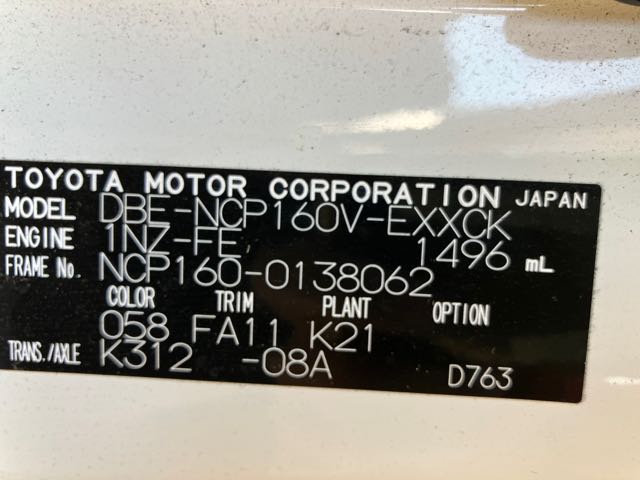 TOYOTA MOTOR CORPORATION JAPAN
MODEL DBE-NCP160V-EXXCK
ENGINE 1NZ-FE 1496 mL
FRAME No. NCP160-0138062
COLOR TRIM PLANT OPTION
058 FA11 K21
TRANS./AXLE K312 -08A D763